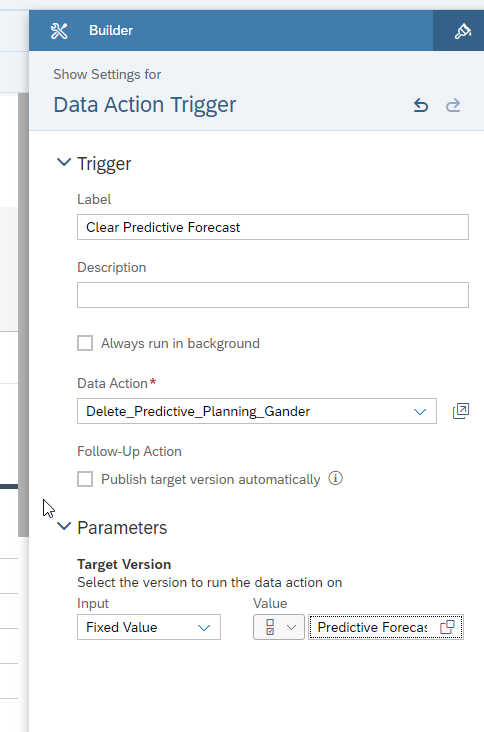 Builder
Show Settings for
Data Action Trigger
Trigger
Label
Clear Predictive Forecast
Description
Always run in background
Data Action*
Delete_Predictive_Planning_Gander
Follow-Up Action
Publish target version automatically
Parameters
Target Version
Select the version to run the data action on
Input Value
Fixed Value Predictive Forecas